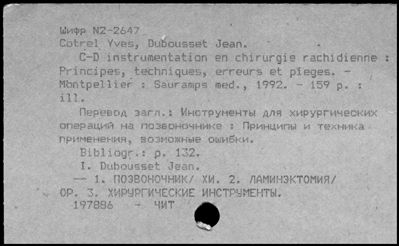 Шифр N2-2647
Cotrel Yves, Dubousset Jean.
C-D instrumentation en chirurgie rachidienne :
Principes, techniques, erreurs et pieges. -
Montpellier : Sauramps med., 1992. - 159 p. :
ill.
Перевод загл.: Инструменты для хирургических
операций на позвоночнике : Принципы и техника
применения, возможные ошибки.
Bibliogr.: p. 132.
I. Dubousset Jean.
-- 1. ПОЗВОНОЧНИК/ ХИ. 2. ЛАМИНЭКТОМИЯ/
ОР. 3. ХИРУРГИЧЕСКИЕ ИНСТРУМЕНТЫ.
197886 - ЧИТ